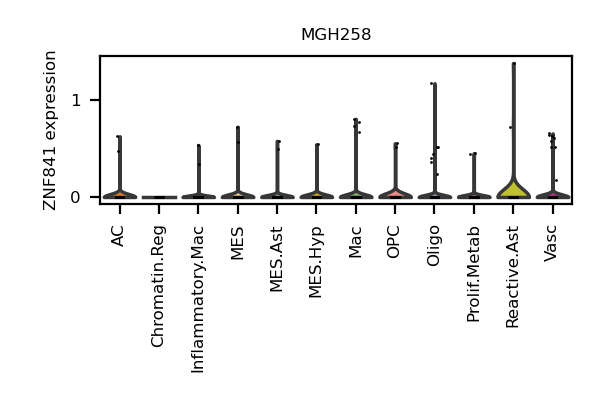 MGH258
ZNF841 expression
1
0
AC
Chromatin.Reg
Inflammatory.Mac
MES
MES.Ast
MES.Hyp
Mac
OPC
Oligo
Prolif.Metab
Reactive.Ast
Vasc